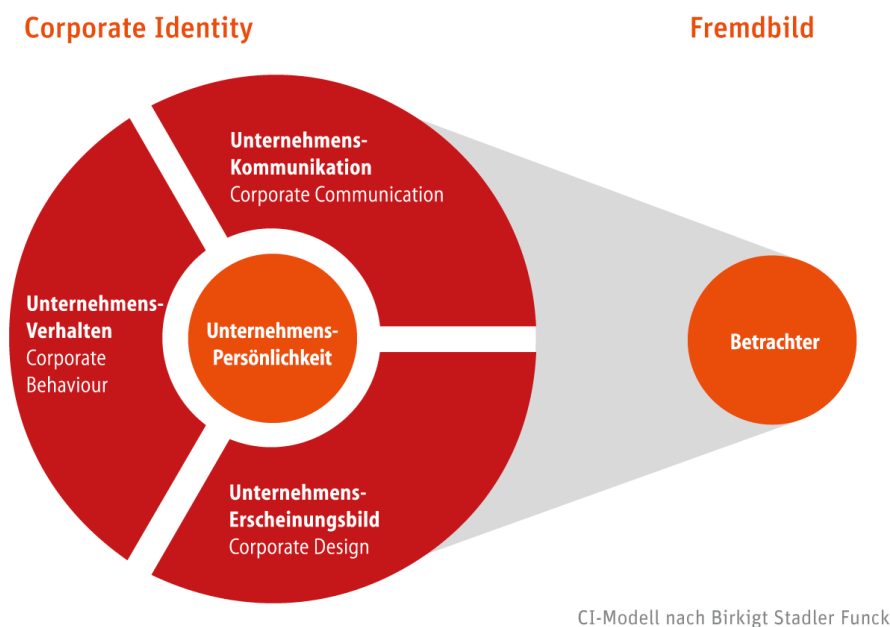 Corporate Identity
Fremdbild
Unternehmens-
Kommunikation
Corporate Communication
Unternehmens-
Verhalten
Corporate
Behaviour
Unternehmens-
Persönlichkeit
Betrachter
Unternehmens-
Erscheinungsbild
Corporate Design
CI-Modell nach Birkigt Stadler Funck